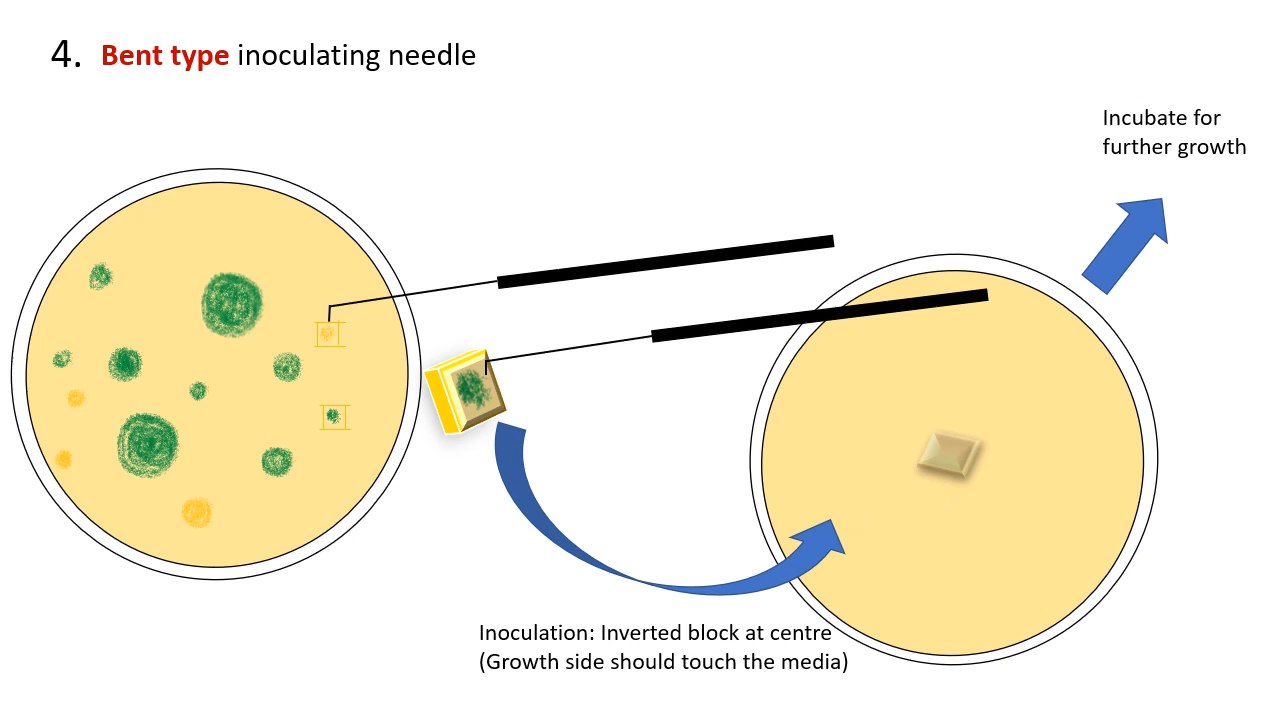 4. Bent type inoculating needle
Incubate for
further growth
Inoculation: Inverted block at centre
(Growth side should touch the media)